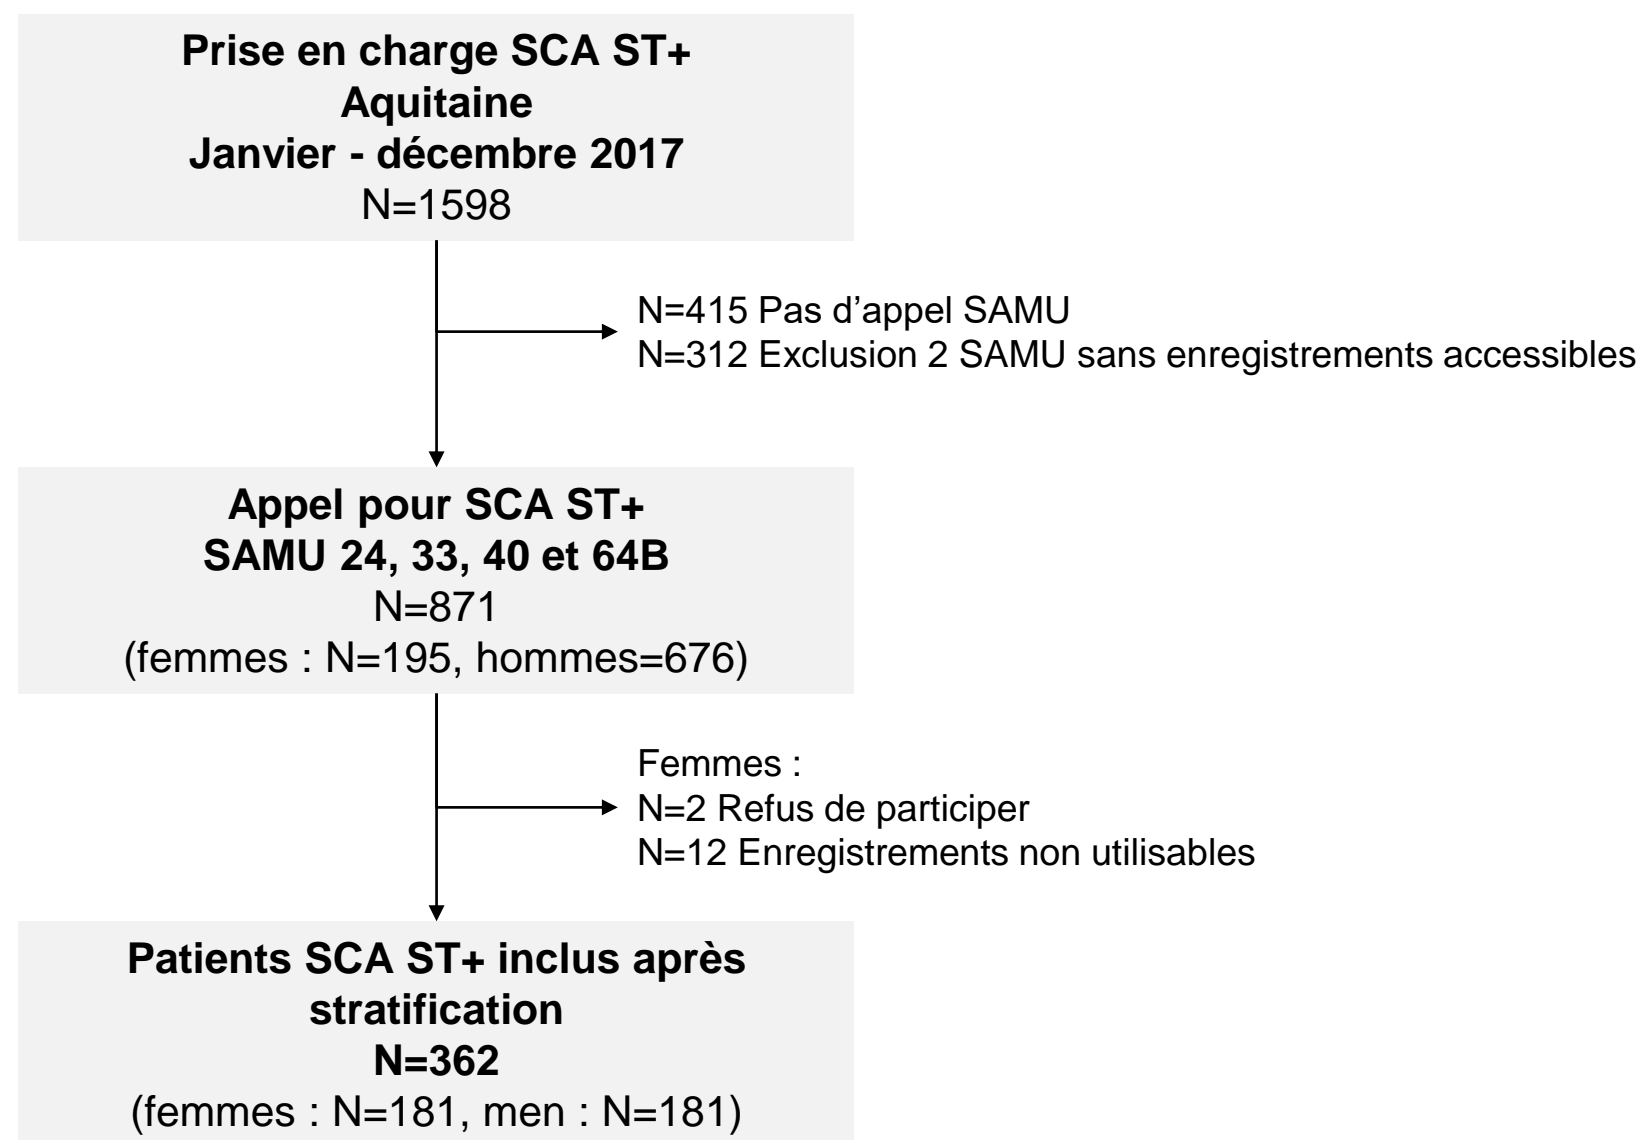 Prise en charge SCA ST+
Aquitaine
Janvier - décembre 2017
N=1598
N=415 Pas d’appel SAMU
N=312 Exclusion 2 SAMU sans enregistrements accessibles
Appel pour SCA ST+
SAMU 24, 33, 40 et 64B
N=871
(femmes : N=195, hommes=676)
Femmes :
N=2 Refus de participer
N=12 Enregistrements non utilisables
Patients SCA ST+ inclus après
stratification
N=362
(femmes : N=181, men : N=181)